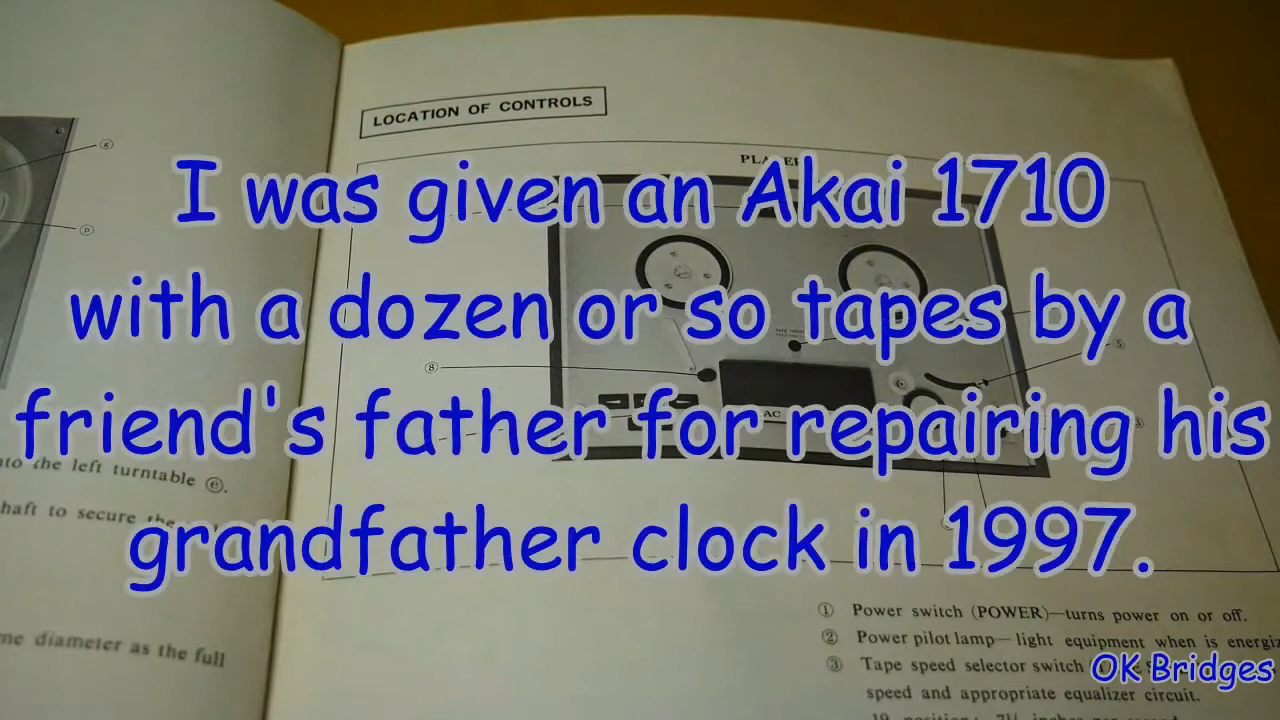 LOCATION OF CONTROLS
I was given an Akai 1710
with a dozen or so tapes by a
friend's father for repairing his
grandfather clock in 1997.
AC
8
into the left turntable e.
haft to secure the
me diameter as the full
① Power switch (POWER)—turns power on or off.
② Power pilot lamp—light equipment when is
③ Tape speed selector switch
speed and appropriate equalizer circuit.
OK Bridges